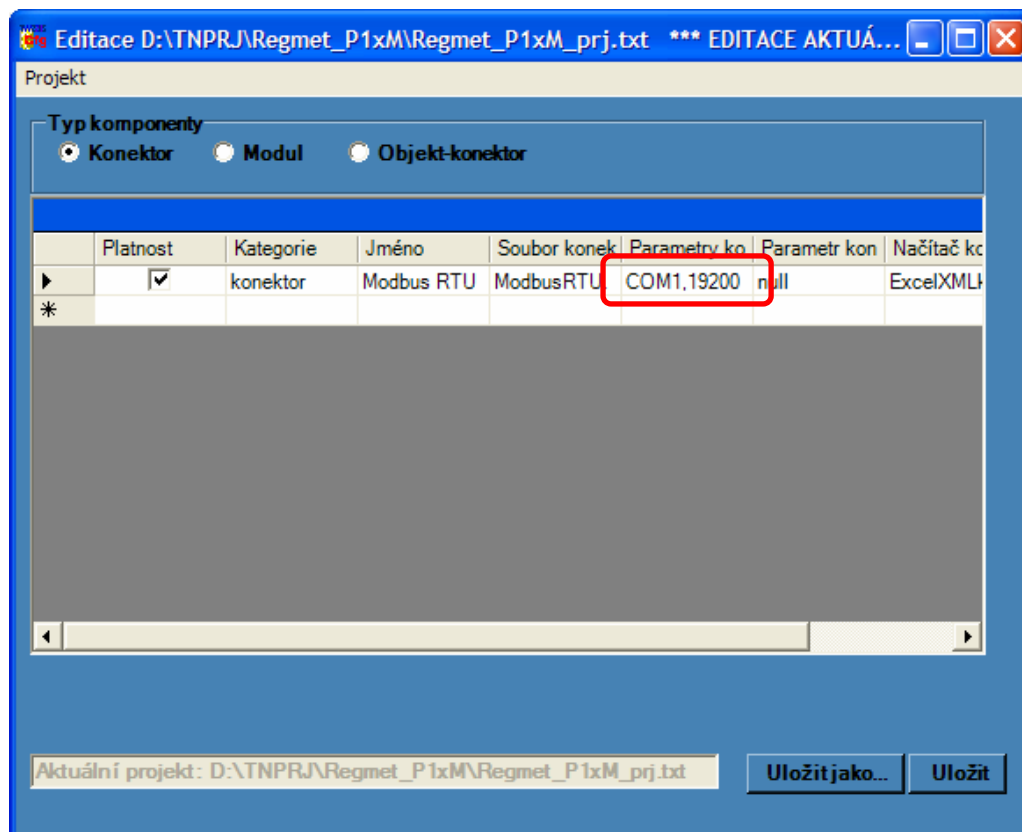 Editace D:\TNPRJ\Regmet_P1xM\Regmet_P1xM_prj.txt *** EDITACE AKTUÁ...
Projekt
Typ komponenty
Konektor Modul Objekt-konektor
Platnost Kategorie Jméno Soubor konek Parametry ko Parametr kon Načítač kc
konektor Modbus RTU ModbusRTU. COM1,19200 null ExcelXML
Aktuální projekt: D:\TNPRJ\Regmet_P1xM\Regmet_P1xM_prj.txt Uložit jako... Uložit